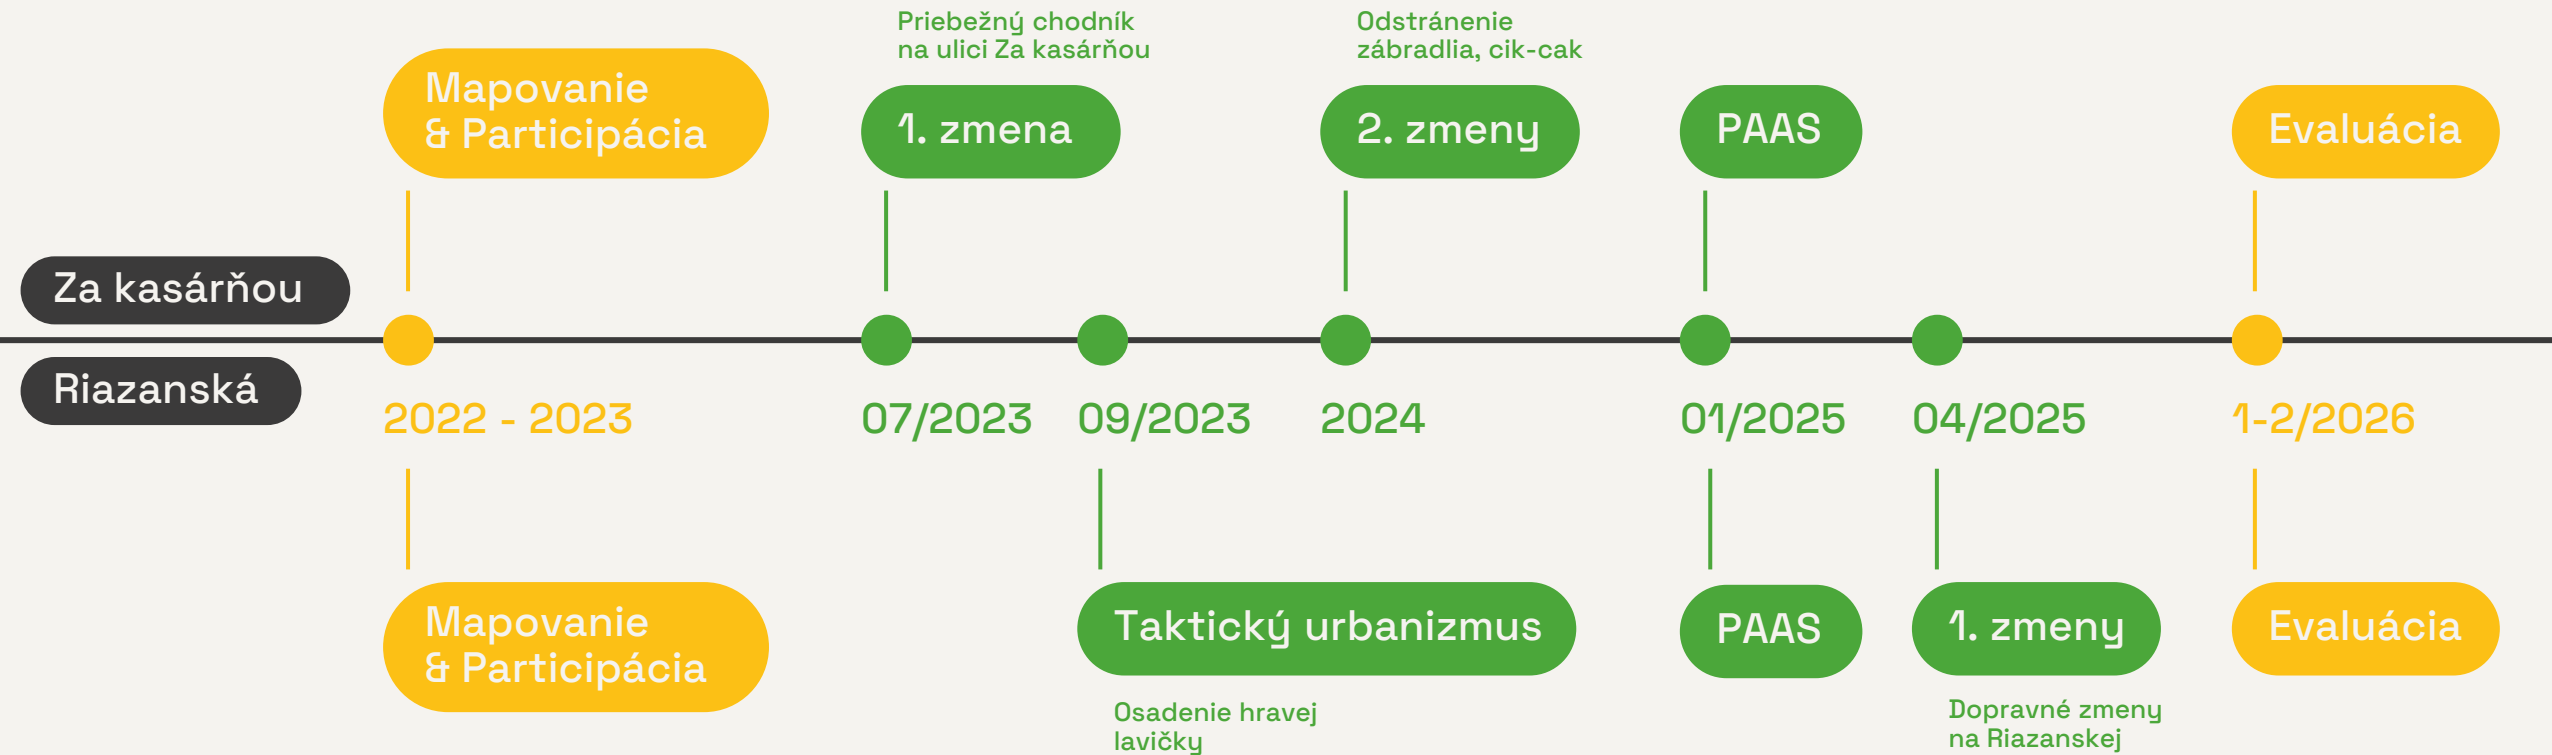 Priebežný chodník
na ulici Za kasárňou
Odstránenie
zábradlia, cik-cak
Mapovanie
& Participácia
1. zmena
2. zmeny
PAAS
Evaluácia
Za kasárňou
Riazanská
2022 - 2023
07/2023
09/2023
2024
01/2025
04/2025
1-2/2026
Mapovanie
& Participácia
Taktický urbanizmus
PAAS
1. zmeny
Evaluácia
Osadenie hravej
lavičky
Dopravné zmeny
na Riazanskej